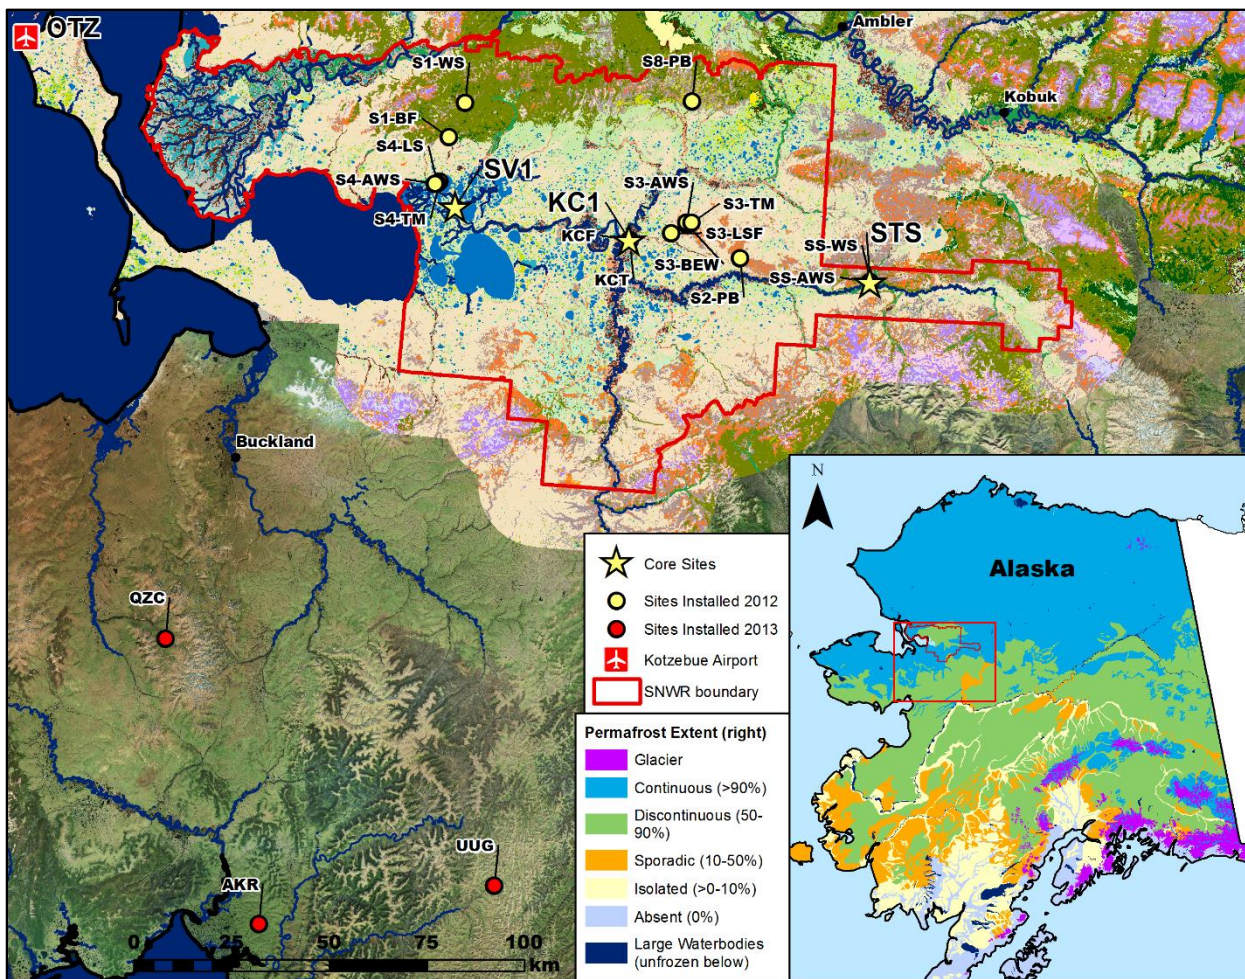 OTZ
Ambler
S1-WS
S8-PB
Kobuk
S1-BF
S4-LS
SV1
S4-AWS
S3-AWS
KC1
S3-TM
S4-TM
KCF
S3-LSF
STS
SS-WS
S3-BEW
KCT
SS-AWS
S2-PB
Buckland
QZC
UUG
AKR
0 25 50 75 100
km
Core Sites
Sites Installed 2012
Sites Installed 2013
Kotzebue Airport
SNWR boundary
Permafrost Extent (right)
Glacier
Continuous (>90%)
Discontinuous (50-
90%)
Sporadic (10-50%)
Isolated (>0-10%)
Absent (0%)
Large Waterbodies
(unfrozen below)
N
Alaska